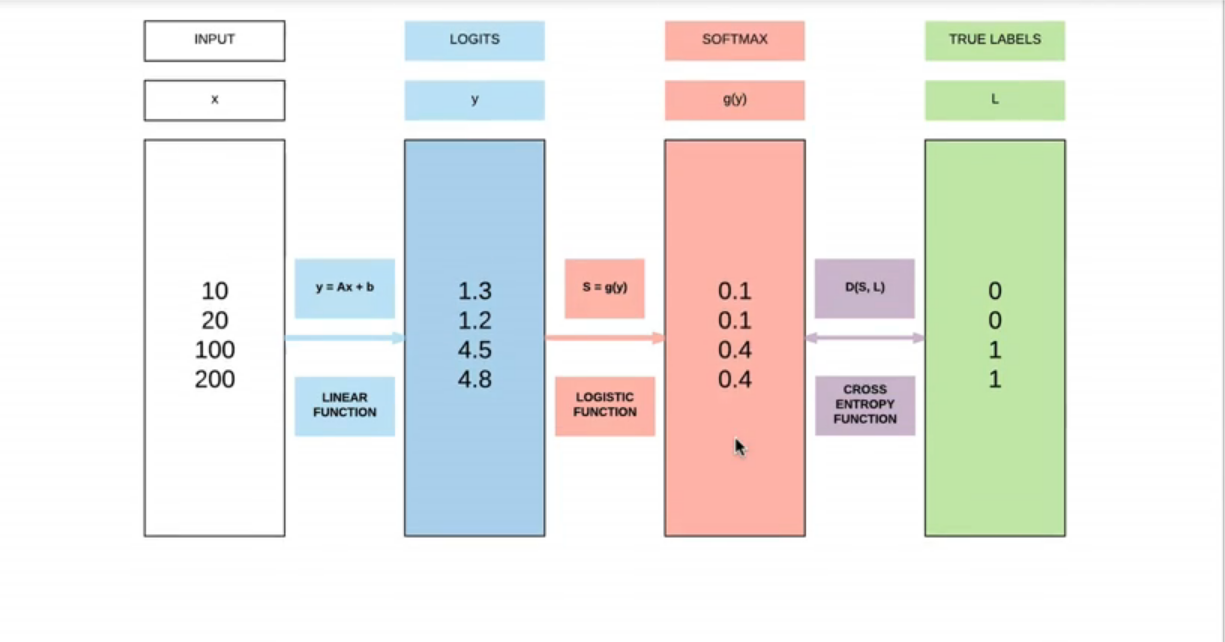 INPUT
LOGITS
SOFTMAX
TRUE LABELS
x
y
g(y)
L
10
20
100
200
y = Ax + b
LINEAR
FUNCTION
1.3
1.2
4.5
4.8
S = g(y)
LOGISTIC
FUNCTION
0.1
0.1
0.4
0.4
D(S, L)
CROSS
ENTROPY
FUNCTION
0
0
1
1